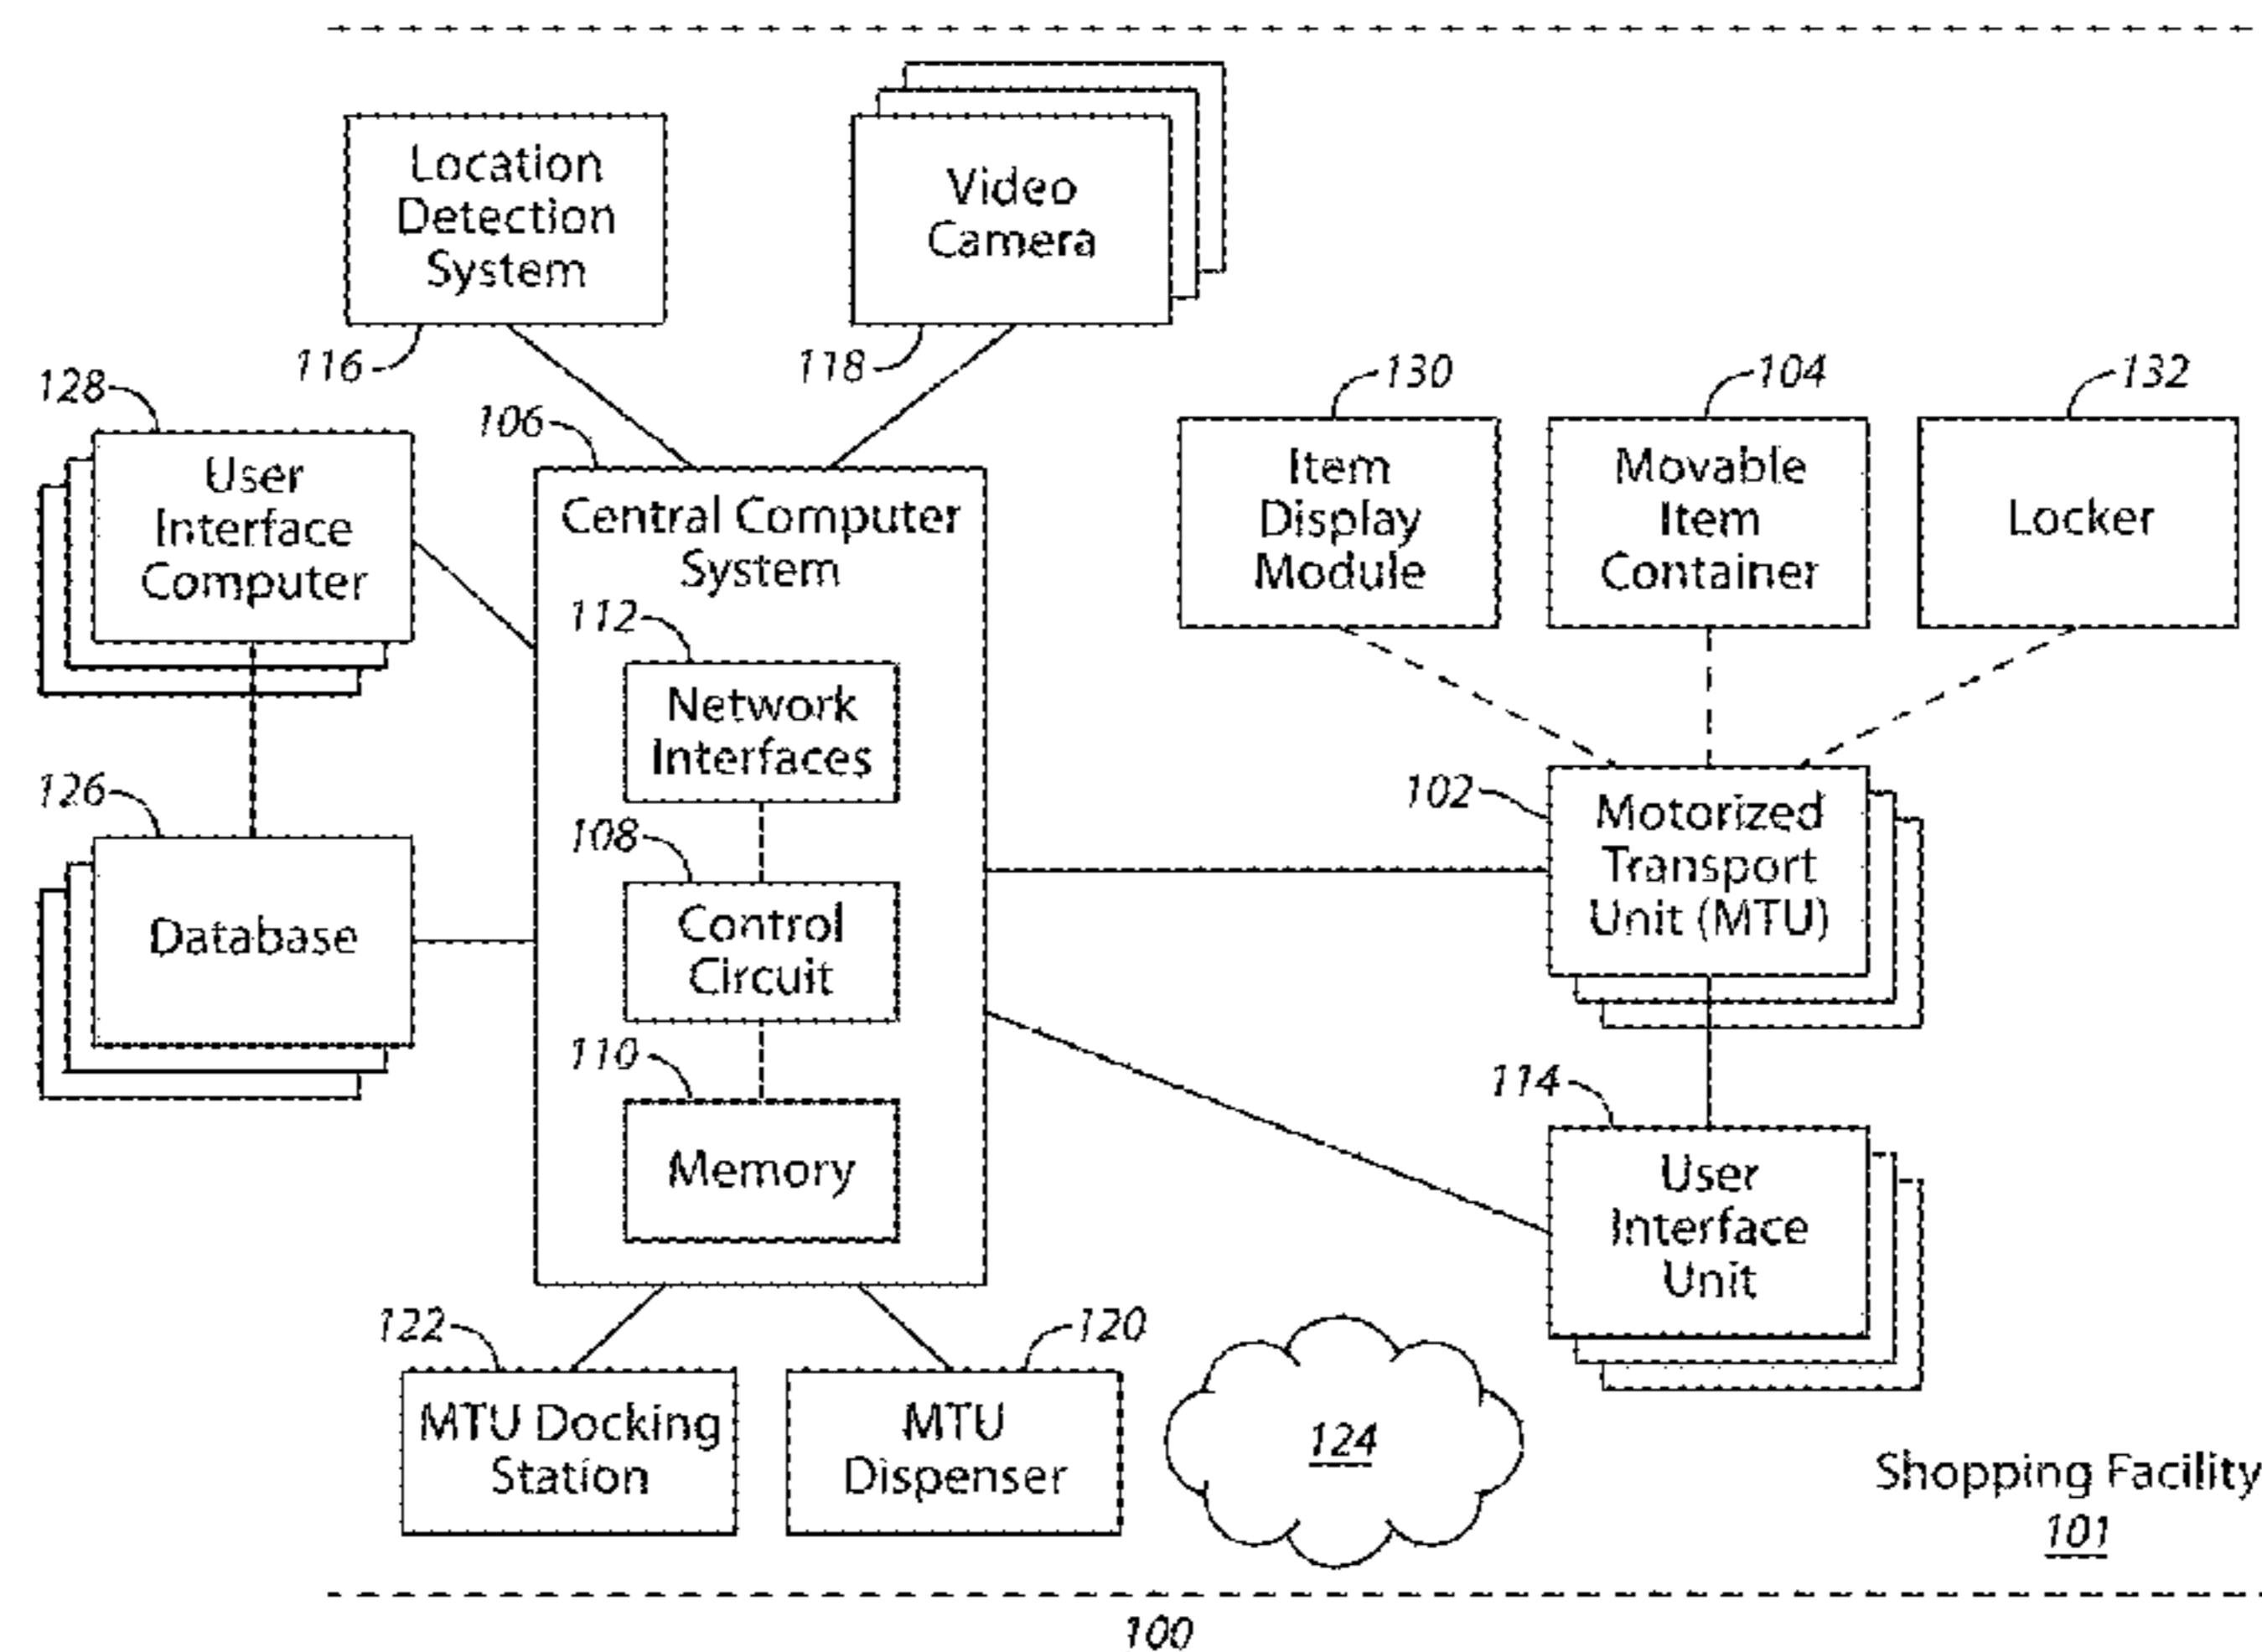 Location
Detection
System
116
Video
Camera
118
128
User
Interface
Computer
106
Central Computer
System
130
Item
Display
Module
104
Movable
Item
Container
132
Locker
112
Network
Interfaces
126
Database
108
Control
Circuit
110
Memory
102
Motorized
Transport
Unit (MTU)
114
User
Interface
Unit
122
MTU Docking
Station
120
MTU
Dispenser
124
Shopping Facility
101
100